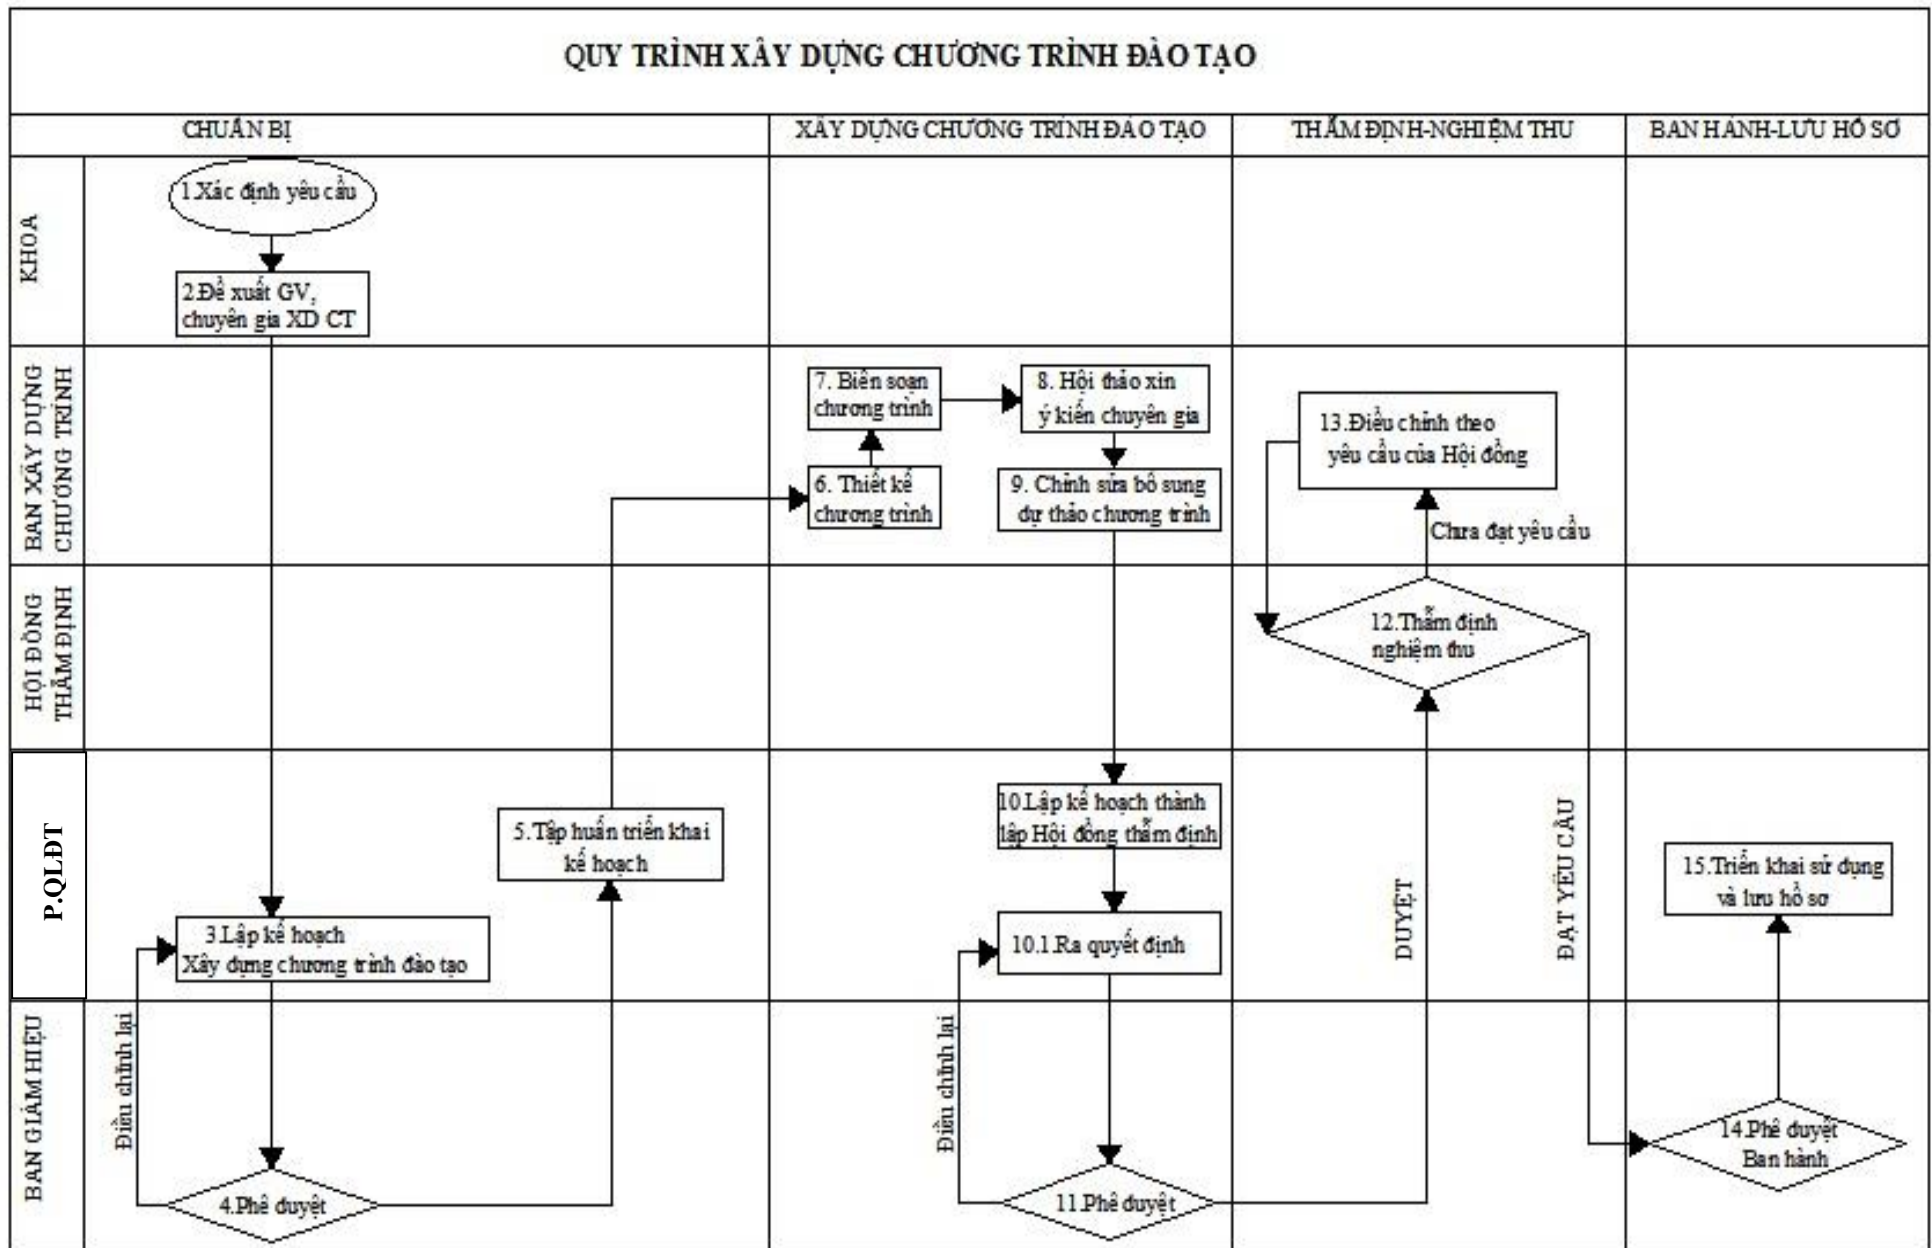 QUY TRÌNH XÂY DỰNG CHƯƠNG TRÌNH ĐÀO TẠO
CHUẨN BỊ
XÂY DỰNG CHƯƠNG TRÌNH ĐÀO TẠO
THẨM ĐỊNH-NGHIỆM THU
BAN HÀNH-LƯU HỒ SƠ
KHOA
1.Xác định yêu cầu
2.Đề xuất GV,
chuyên gia XD CT
BAN XÂY DỰNG
CHƯƠNG TRÌNH
7. Biên soạn
chương trình
8. Hội thảo xin
ý kiến chuyên gia
6. Thiết kế
chương trình
9. Chỉnh sửa bổ sung
dự thảo chương trình
13.Điều chỉnh theo
yêu cầu của Hội đồng
Chưa đạt yêu cầu
HỘI ĐỒNG
THẨM ĐỊNH
12.Thẩm định
nghiệm thu
P.QLĐT
5.Tập huấn triển khai
kế hoạch
3.Lập kế hoạch
Xây dựng chương trình đào tạo
10.Lập kế hoạch thành
lập Hội đồng thẩm định
10.1.Ra quyết định
DUYỆT
ĐẠT YÊU CẦU
15.Triển khai sử dụng
và lưu hồ sơ
BAN GIÁM HIỆU
Điều chỉnh lại
4.Phê duyệt
Điều chỉnh lại
11.Phê duyệt
14.Phê duyệt
Ban hành